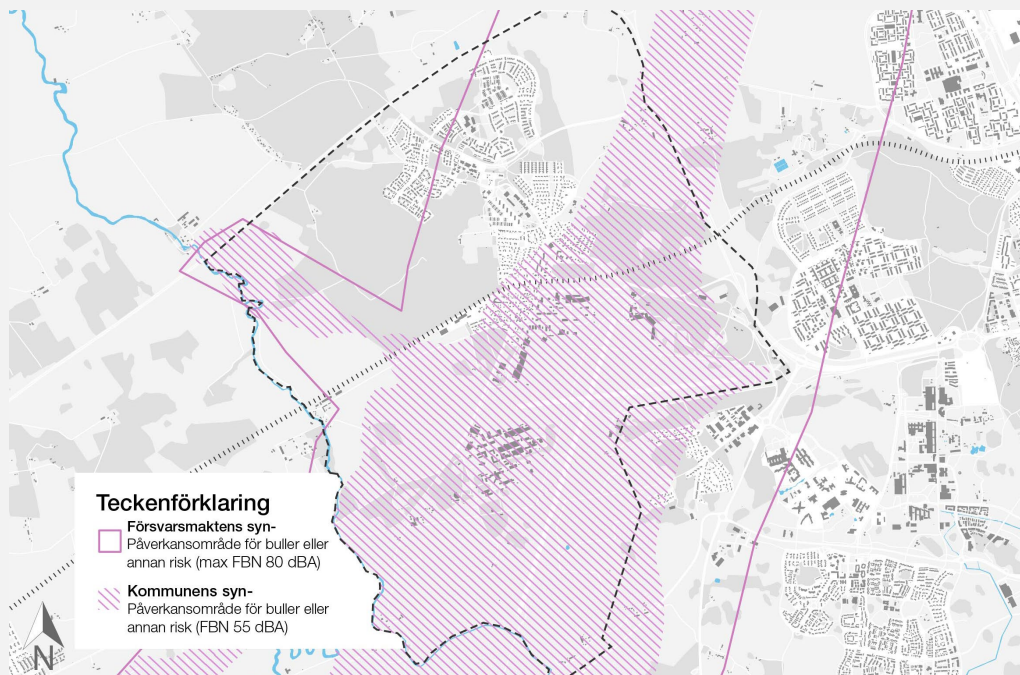 Teckenförklaring
Försvarsmaktens syn-
Påverkansområde för buller eller
annan risk (max FBN 80 dBA)
Kommunens syn-
Påverkansområde för buller eller
annan risk (FBN 55 dBA)
N